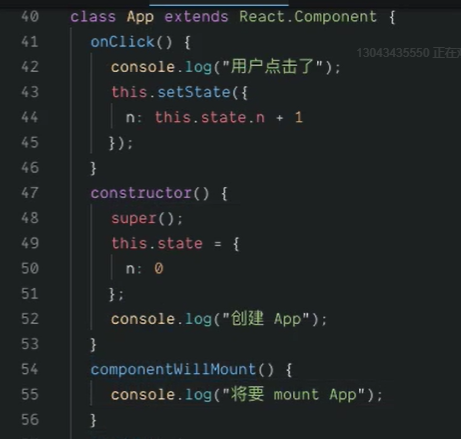 40 class App extends React.Component {
41 onClick() {
13043435550 正在
42 console.log("用户点击了");
43 this.setState({
44 n: this.state.n + 1
45 });
46 }
47 constructor() {
48 super();
49 this.state = {
50 n: 0
51 };
52 console.log("创建 App");
53 }
54 componentWillMount() {
55 console.log("将要 mount App");
56 }